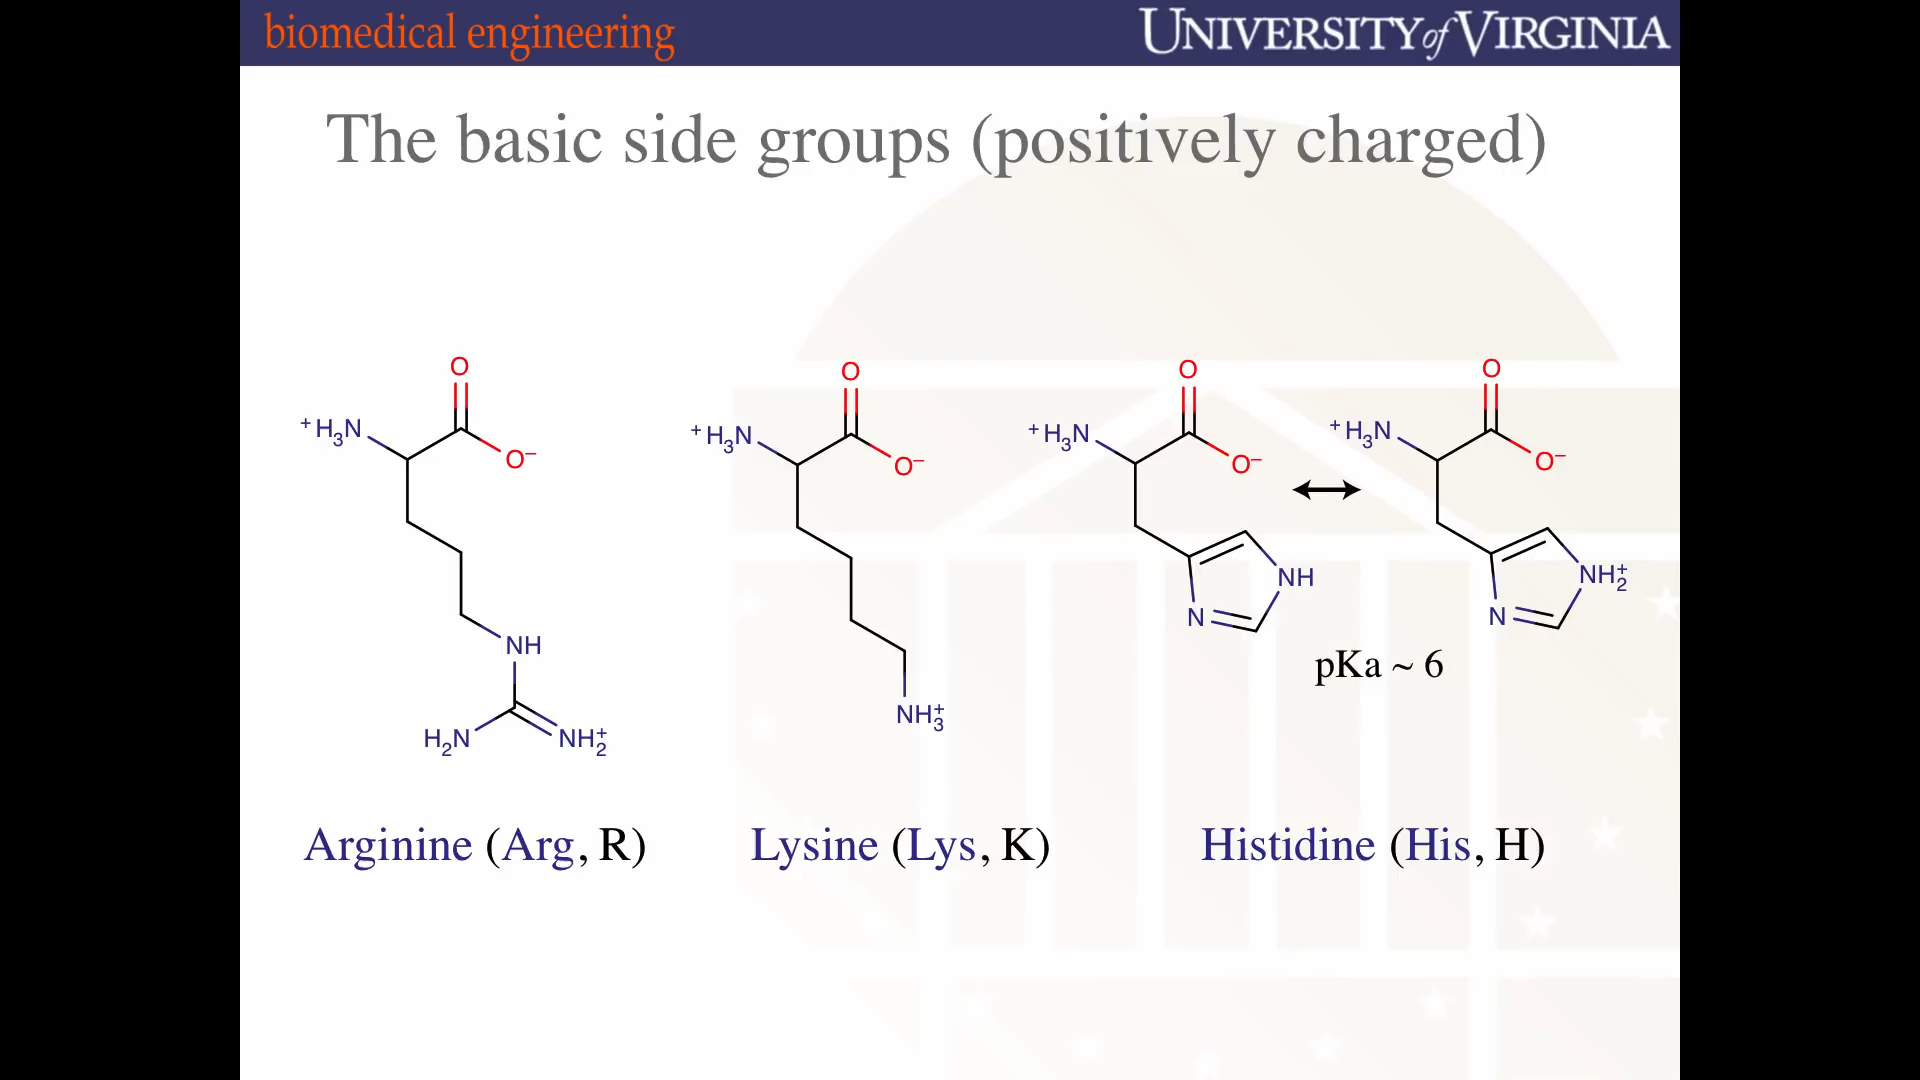 biomedical engineering
UNIVERSITY of VIRGINIA
The basic side groups (positively charged)
O
O
O
O
⁺H₃N
O⁻
⁺H₃N
O⁻
⁺H₃N
O⁻
⁺H₃N
O⁻
NH
N
NH₂⁺
N
NH
pKa ~ 6
NH₃⁺
H₂N
NH₂⁺
Arginine (Arg, R)
Lysine (Lys, K)
Histidine (His, H)